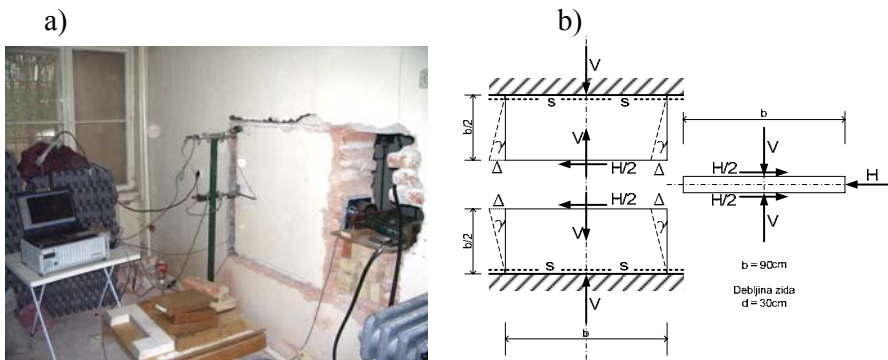 a)
b)
V
s s
b/2
γ
V
γ
Δ
H/2
Δ
b
V
H/2
H
H/2
V
Δ
H/2
Δ
γ
V
γ
b/2
s s
V
b
b = 90cm
Debljina zida
d = 30cm